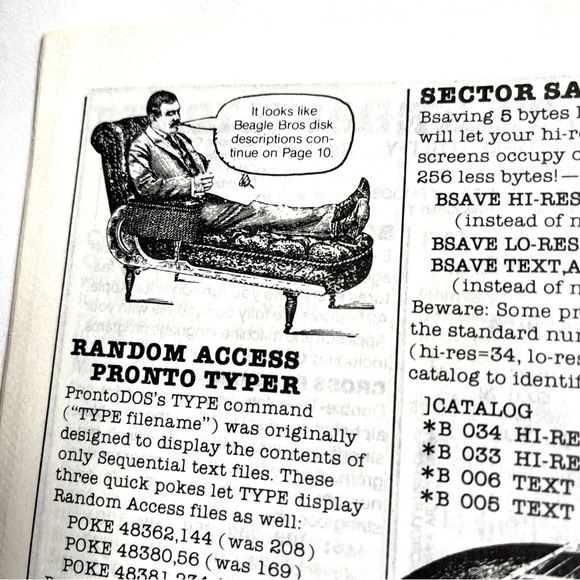 It looks like
Beagle Bros disk
descriptions con-
tinue on Page 10.
RANDOM ACCESS
PRONTO TYPER
ProntoDOS's TYPE command
("TYPE filename") was originally
designed to display the contents of
only Sequential text files. These
three quick pokes let TYPE display
Random Access files as well:
POKE 48362,144 (was 208)
POKE 48380,56 (was 169)
POKE 48381,234
SECTOR SA
Bsaving 5 bytes
will let your hi-r
screens occupy
256 less bytes!—
BSAVE HI-RES
(instead of
BSAVE LO-RES
BSAVE TEXT,A
(instead of
Beware: Some pr
the standard num
(hi-res=34, lo-res
catalog to identif
]CATALOG
*B 034 HI-RE
*B 033 HI-RE
*B 006 TEXT
*B 005 TEXT